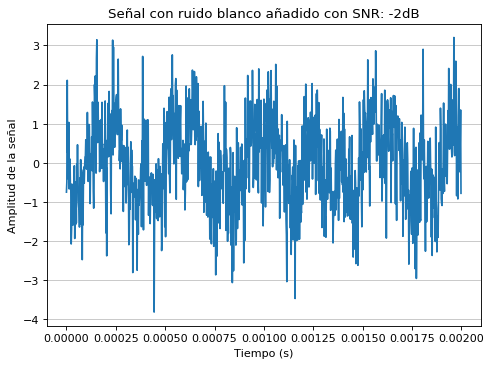 Señal con ruido blanco añadido con SNR: -2dB
Amplitud de la señal
3
2
1
0
−1
−2
−3
−4
0.00000 0.00025 0.00050 0.00075 0.00100 0.00125 0.00150 0.00175 0.00200
Tiempo (s)